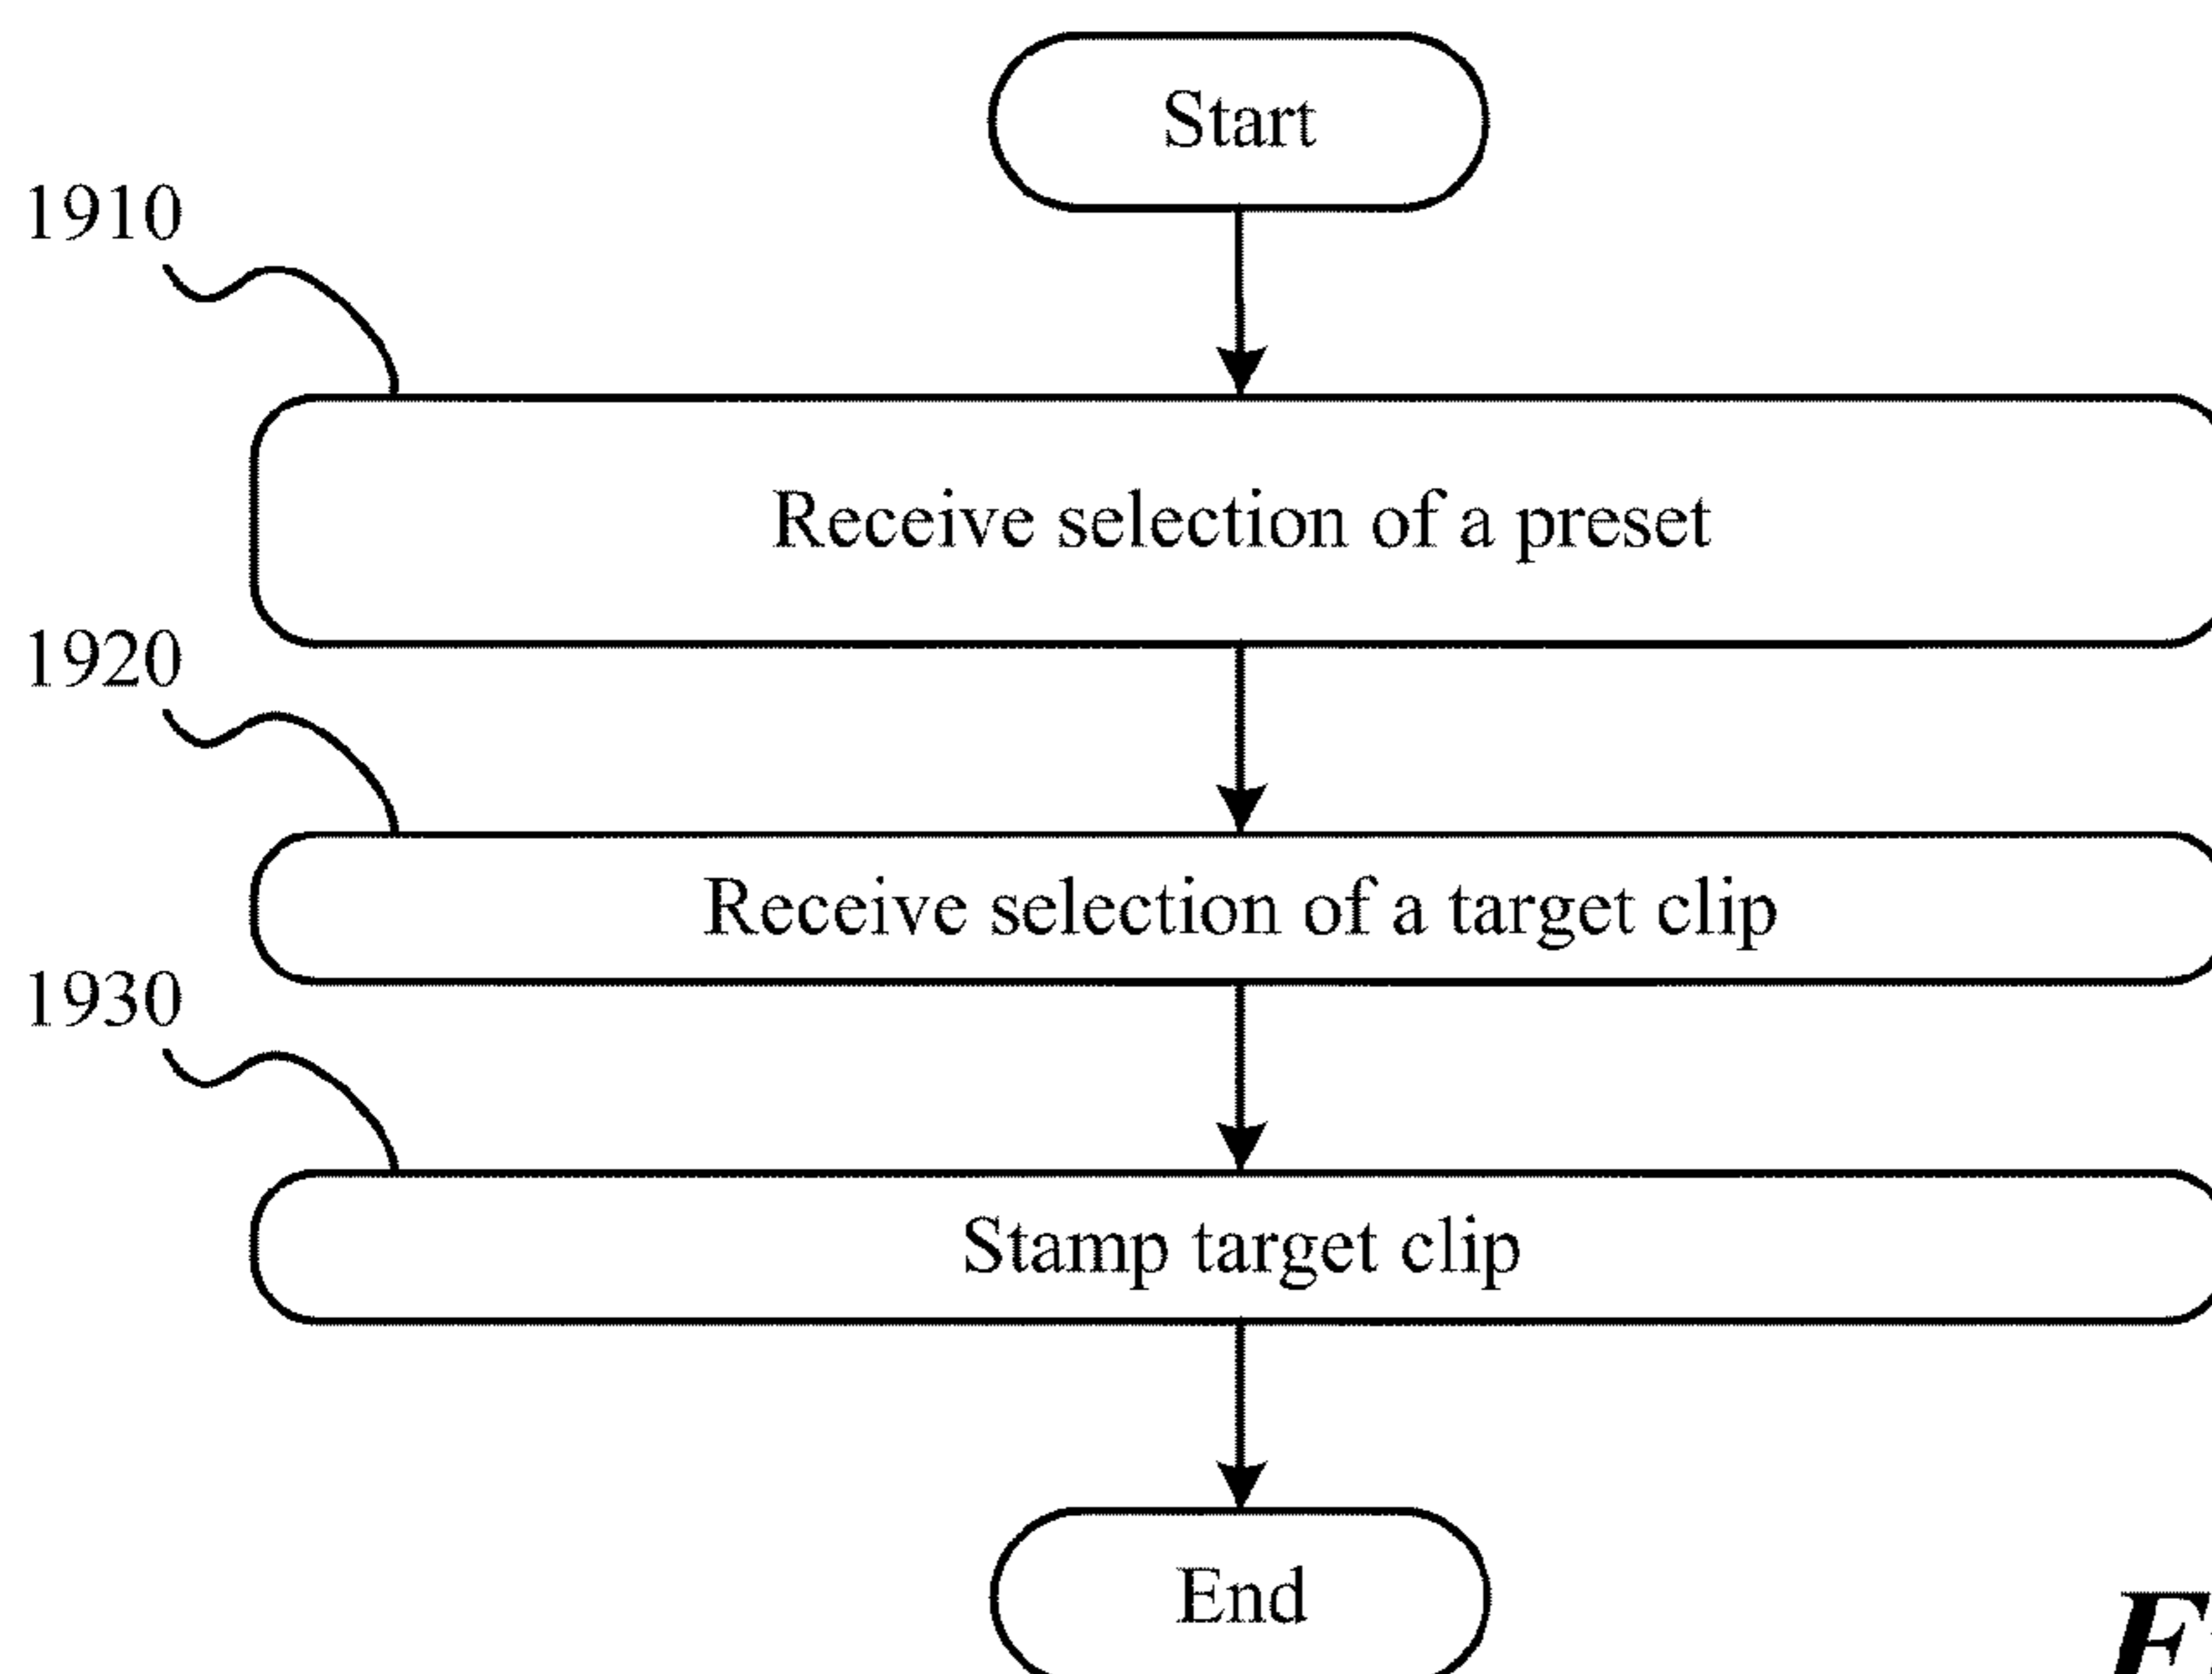 Start
1910
Receive selection of a preset
1920
Receive selection of a target clip
1930
Stamp target clip
End
F